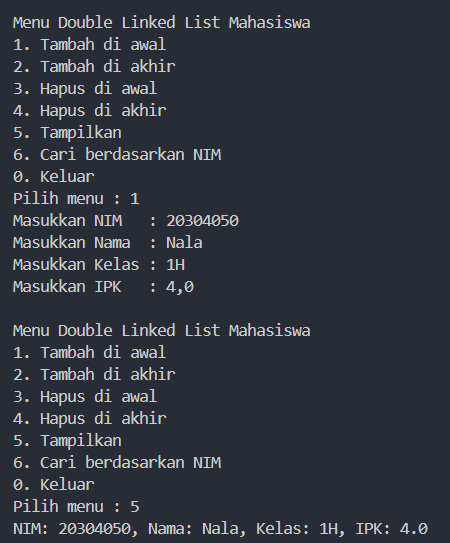 Menu Double Linked List Mahasiswa
1. Tambah di awal
2. Tambah di akhir
3. Hapus di awal
4. Hapus di akhir
5. Tampilkan
6. Cari berdasarkan NIM
0. Keluar
Pilih menu : 1
Masukkan NIM   : 20304050
Masukkan Nama  : Nala
Masukkan Kelas : 1H
Masukkan IPK   : 4,0

Menu Double Linked List Mahasiswa
1. Tambah di awal
2. Tambah di akhir
3. Hapus di awal
4. Hapus di akhir
5. Tampilkan
6. Cari berdasarkan NIM
0. Keluar
Pilih menu : 5
NIM: 20304050, Nama: Nala, Kelas: 1H, IPK: 4.0